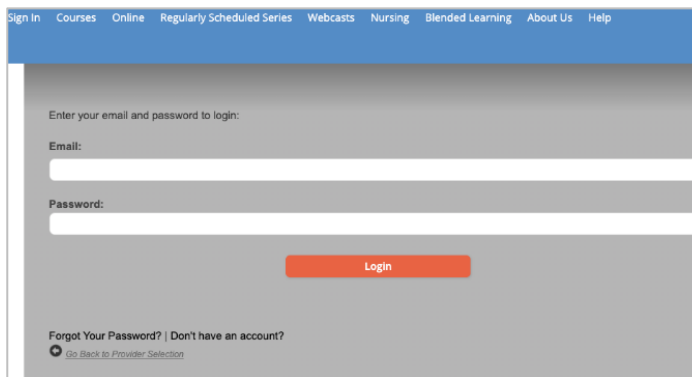 Sign In Courses Online Regularly Scheduled Series Webcasts Nursing Blended Learning About Us Help
Enter your email and password to login:
Email:
Password:
Login
Forgot Your Password? | Don't have an account?
Go Back to Provider Selection